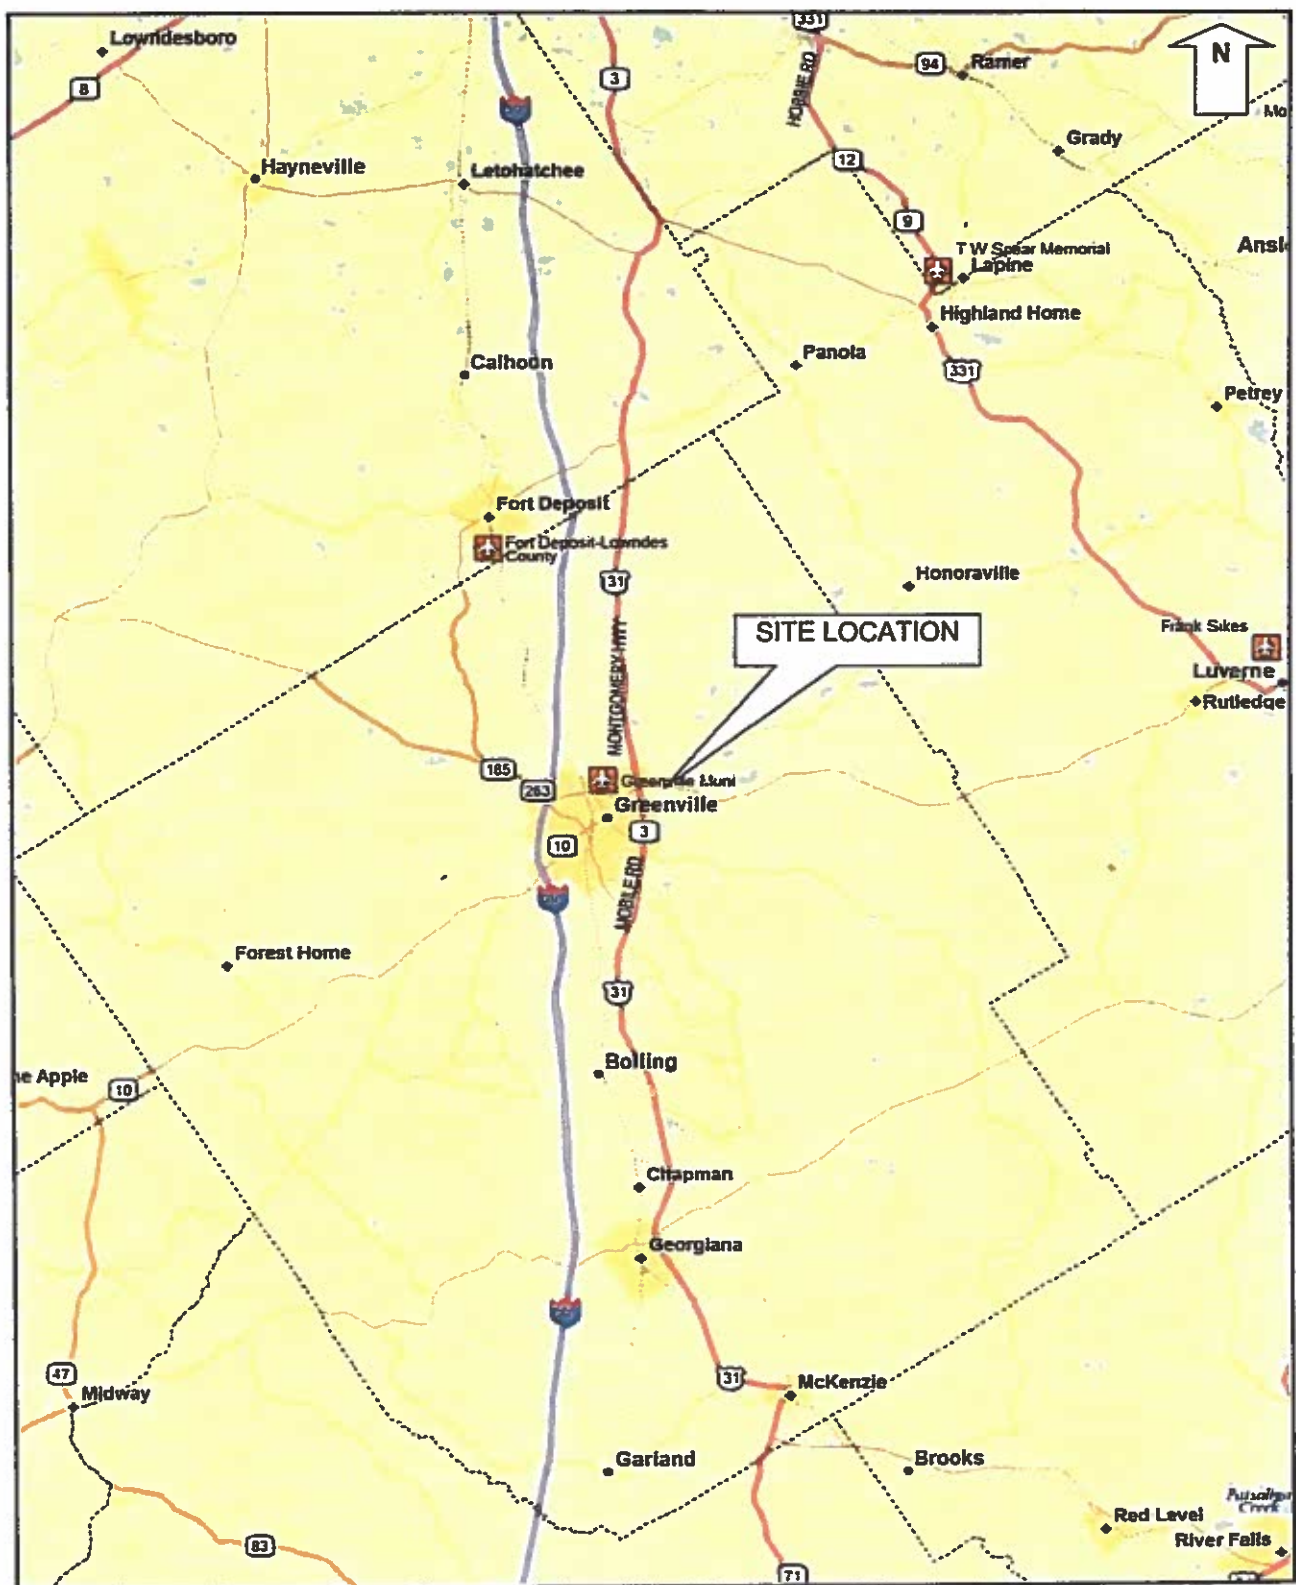 331
Lowndesboro
N
3
94
Ramer
8
HOBBIE RD
Grady
12
Hayneville
Letohatchee
9
T W Spear Memorial
Lapine
Highland Home
Panola
Calhoun
331
Petrey
Fort Deposit
Fort Deposit-Lowndes
County
31
Honoraville
SITE LOCATION
Frank Sikes
MONTGOMERY HWY
Luverne
Rutledge
185
263
Greenville Muni
Greenville
3
10
MOBILE RD
Forest Home
31
Bolling
ne Apple
10
Chapman
Georgiana
47
31
McKenzie
Midway
Garland
Brooks
Red Level
River Falls
83
71